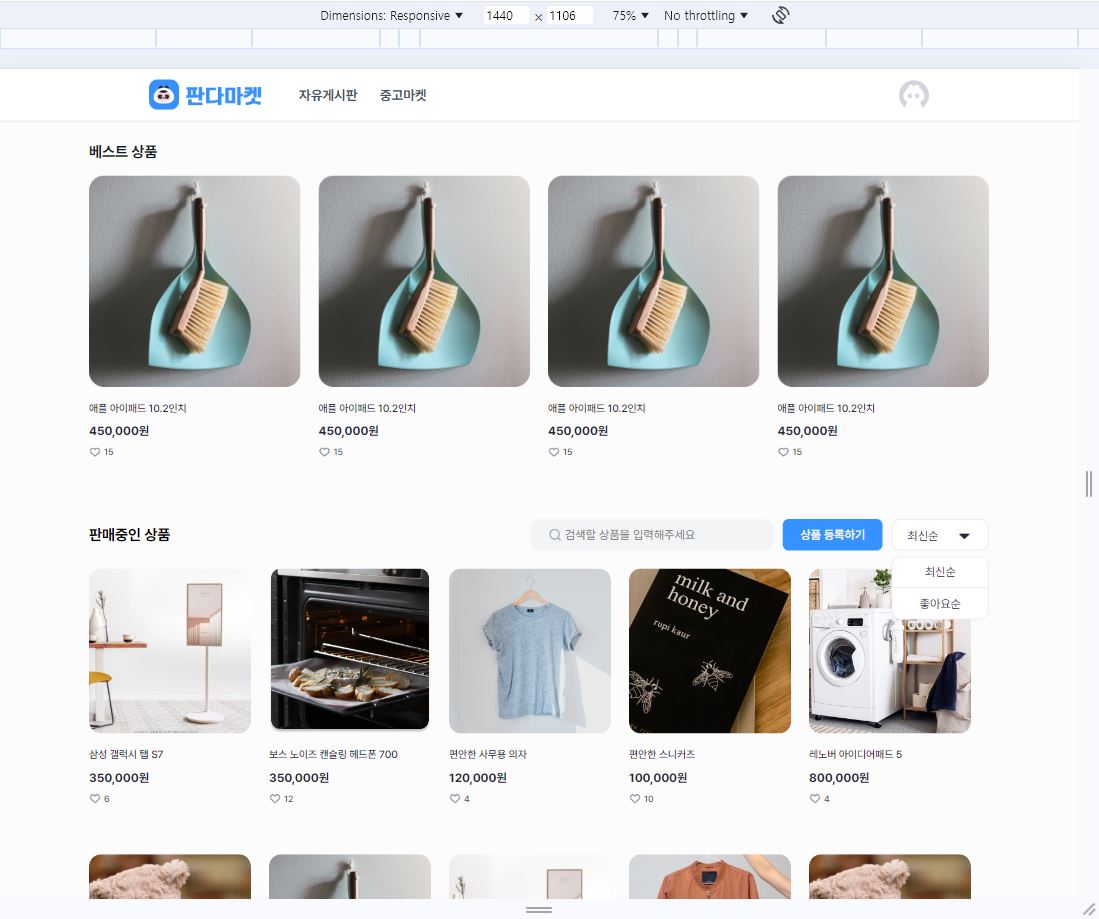 Dimensions: Responsive ▼ 1440 × 1106 75% ▼ No throttling ▼
판다마켓 자유게시판 중고마켓
베스트 상품
애플 아이패드 10.2인치 애플 아이패드 10.2인치 애플 아이패드 10.2인치 애플 아이패드 10.2인치
450,000원 450,000원 450,000원 450,000원
15 15 15 15
판매중인 상품 검색할 상품을 입력해주세요 상품 등록하기 최신순
최신순
좋아요순
milk and
honey
rupi kaur
삼성 갤럭시 탭 S7 보스 노이즈 캔슬링 헤드폰 700 편안한 사무용 의자 편안한 스니커즈 레노버 아이디어패드 5
350,000원 350,000원 120,000원 100,000원 800,000원
6 12 4 10 4